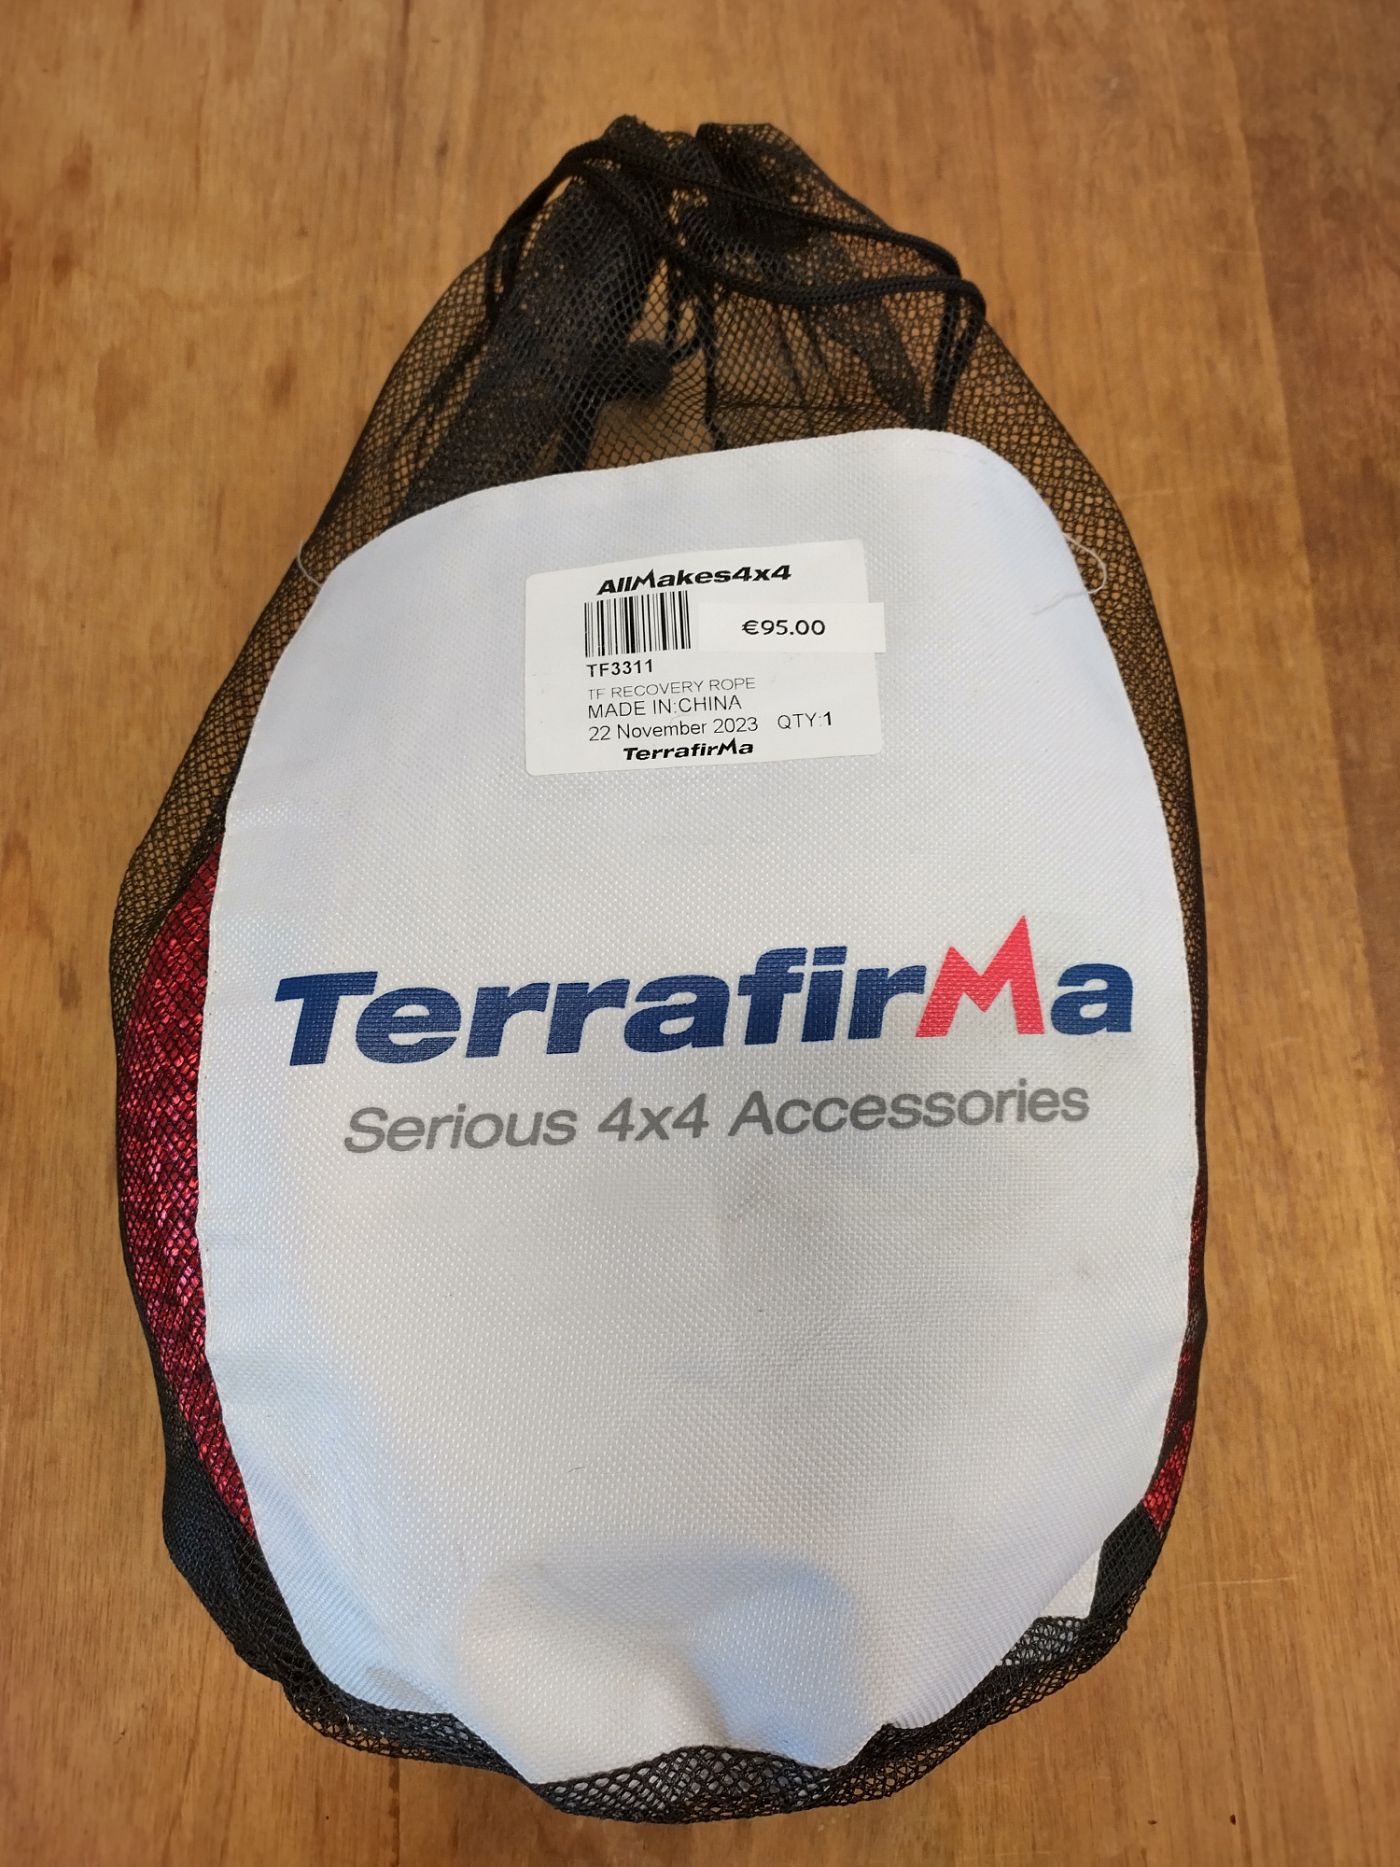 AllMakes4x4
€95.00
TF3311
TF RECOVERY ROPE
MADE IN:CHINA
22 November 2023 QTY:1
TerrafirMa
TerrafirMa
Serious 4x4 Accessories